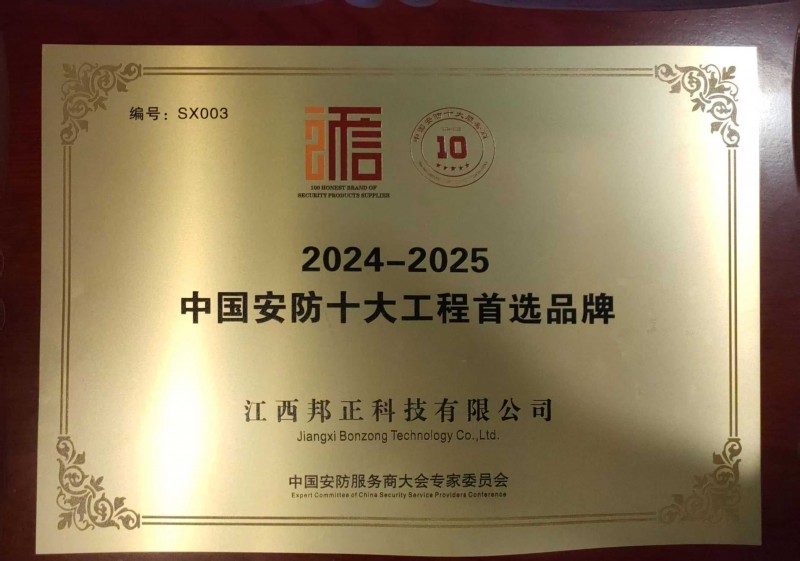 编号：SX003
信
100 HONEST BRAND OF
SECURITY PRODUCTS SUPPLIER
10
2024-2025
中国安防十大工程首选品牌
江西邦正科技有限公司
Jiangxi Bonzong Technology Co.,Ltd.
中国安防服务商大会专家委员会
Expert Committee of China Security Service Providers Conference